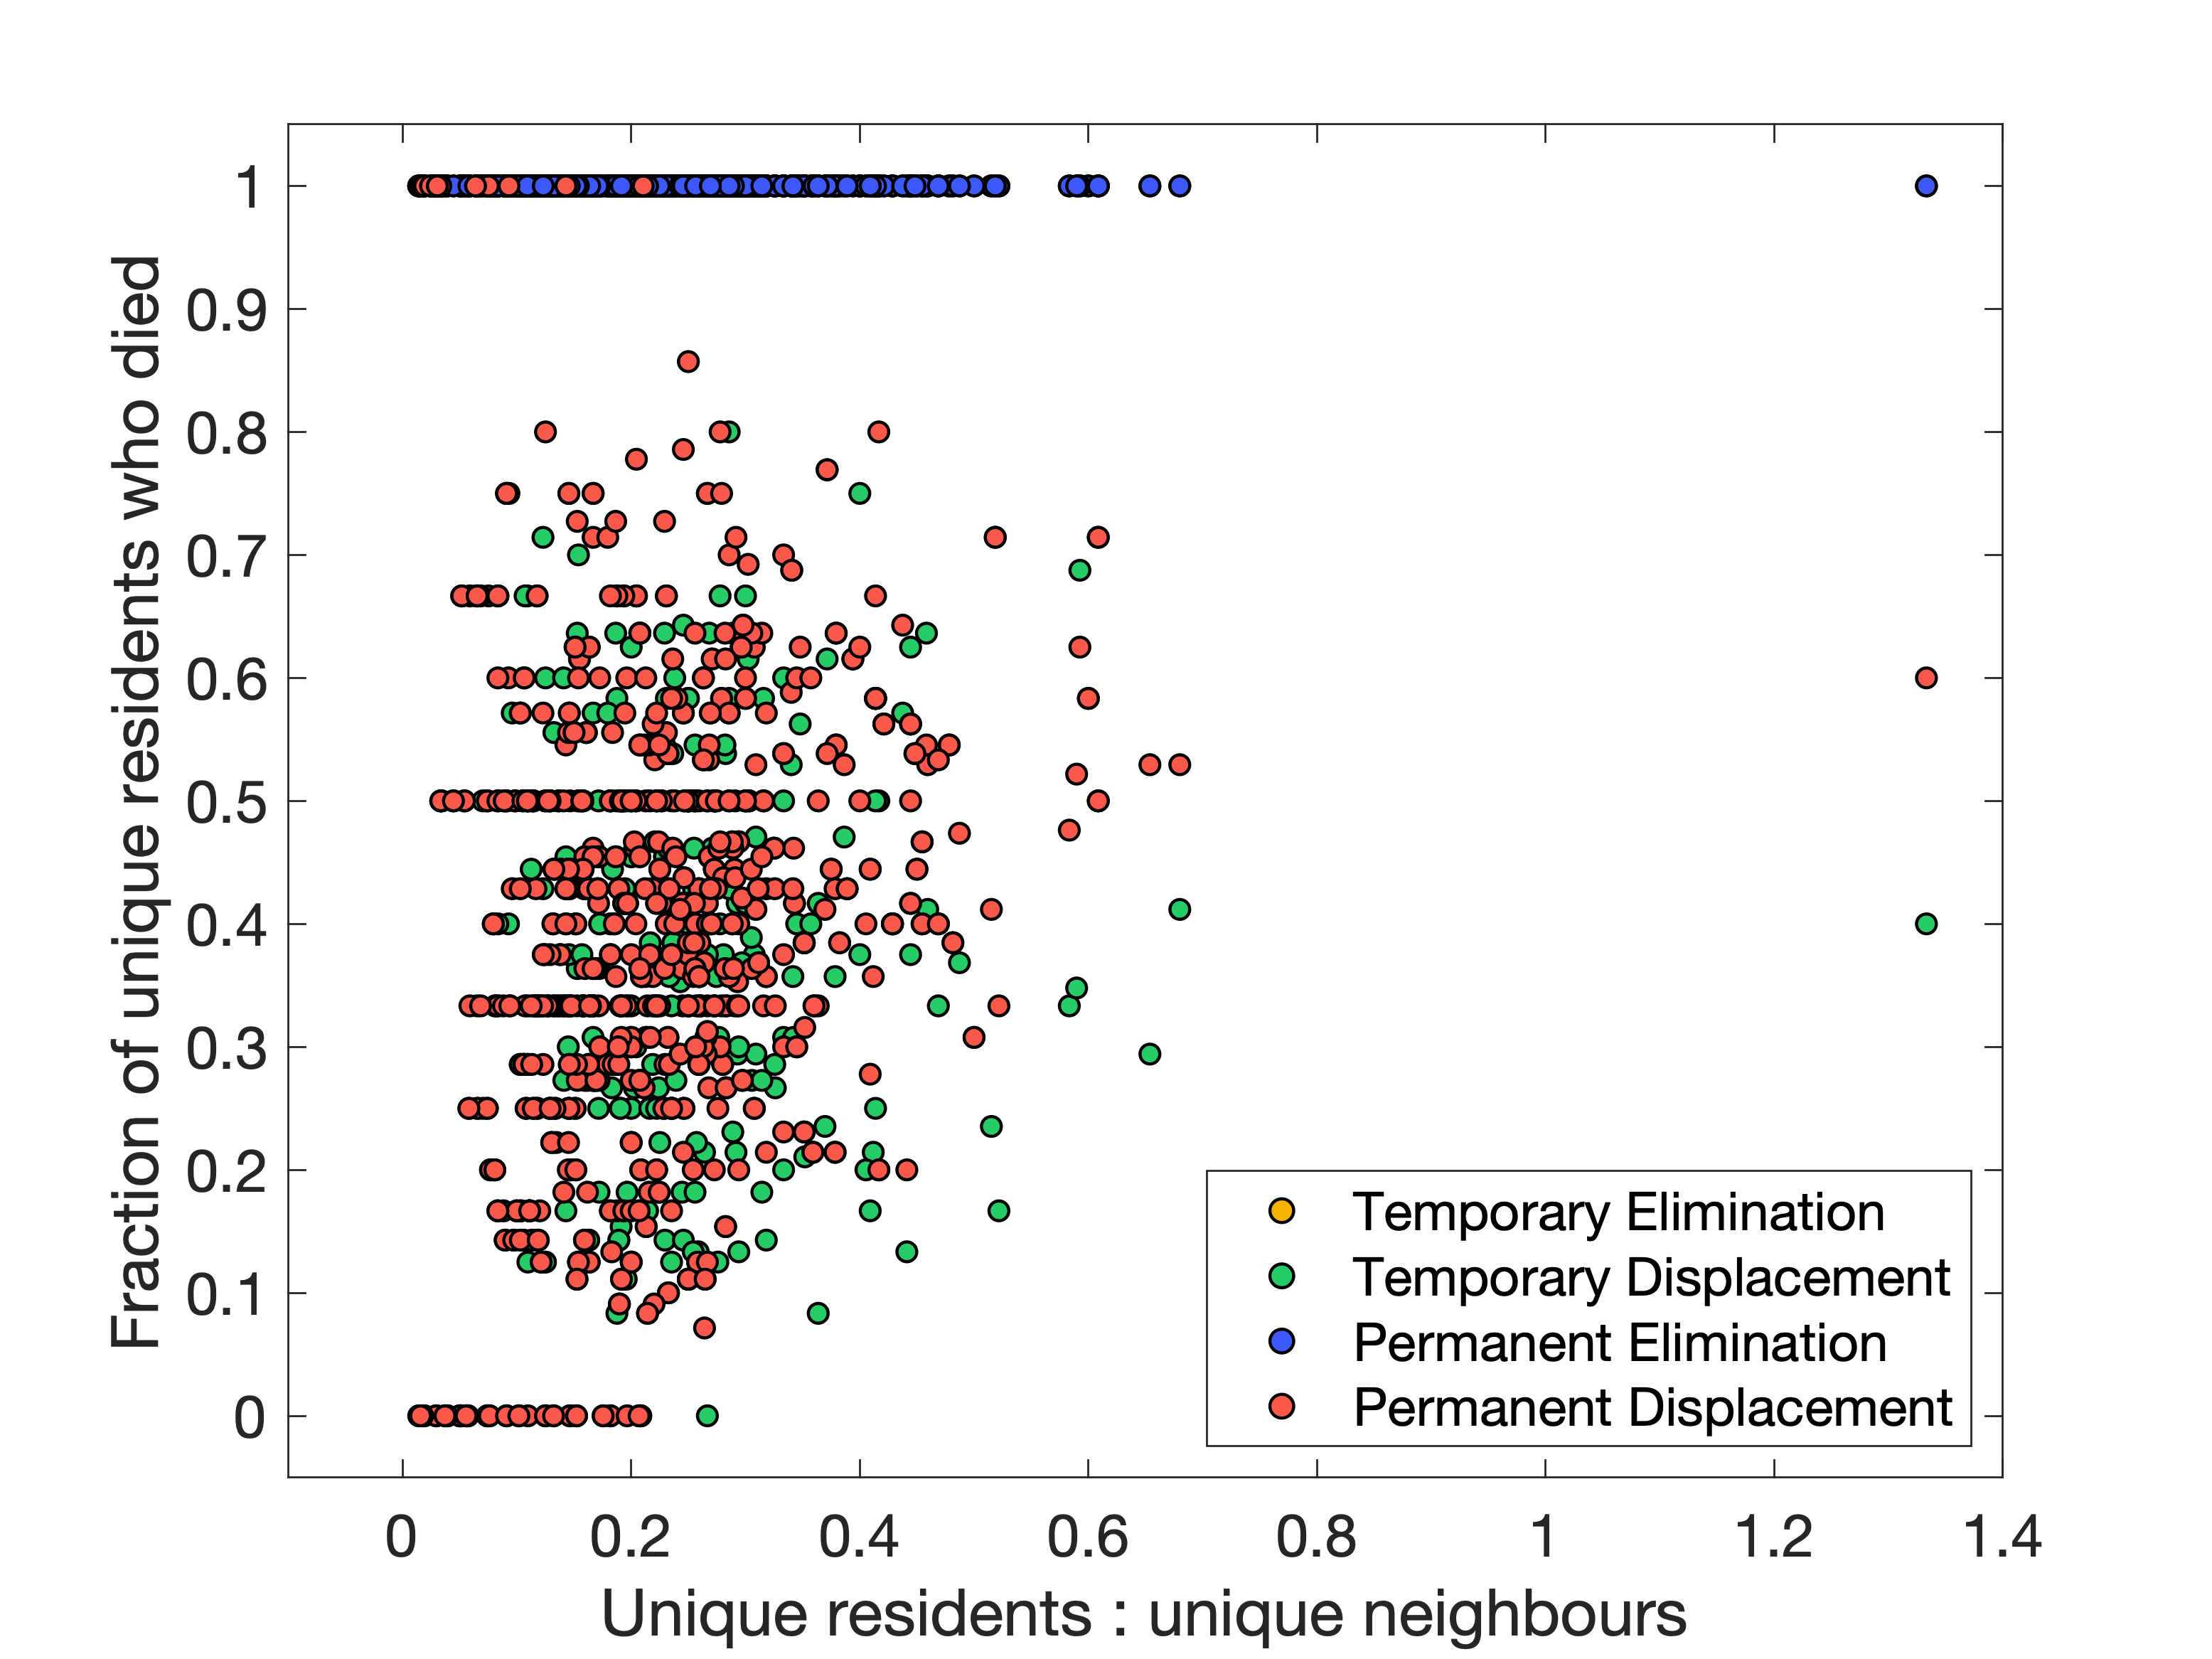 Fraction of unique residents who died
1
0.9
0.8
0.7
0.6
0.5
0.4
0.3
0.2
0.1
0
Temporary Elimination
Temporary Displacement
Permanent Elimination
Permanent Displacement
0 0.2 0.4 0.6 0.8 1 1.2 1.4
Unique residents : unique neighbours